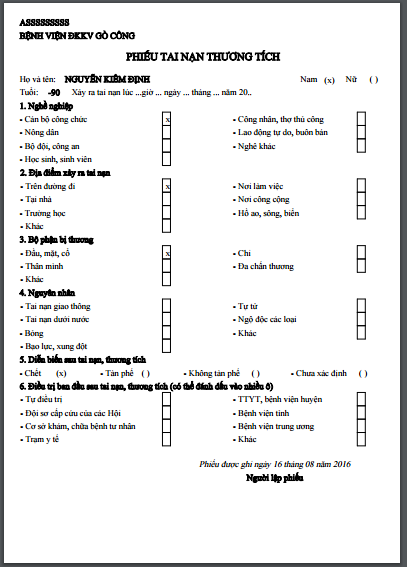 ASSSSSSSSS
BỆNH VIỆN ĐKKV GÒ CÔNG
PHIẾU TAI NẠN THƯƠNG TÍCH
Họ và tên: NGUYỄN KIÊM ĐỊNH Nam (x) Nữ ( )
Tuổi: -90 Xảy ra tai nạn lúc ...giờ ... ngày ... tháng ... năm 20..
1. Nghề nghiệp
- Cán bộ công chức x - Công nhân, thợ thủ công
- Nông dân - Lao động tự do, buôn bán
- Bộ đội, công an - Nghề khác
- Học sinh, sinh viên
2. Địa điểm xảy ra tai nạn
- Trên đường đi x - Nơi làm việc
- Tại nhà - Nơi công cộng
- Trường học - Hồ ao, sông, biển
- Khác
3. Bộ phận bị thương
- Đầu, mặt, cổ x - Chi
- Thân mình - Đa chấn thương
- Khác
4. Nguyên nhân
- Tai nạn giao thông - Tự tử
- Tai nạn dưới nước - Ngộ độc các loại
- Bỏng - Khác
- Bạo lực, xung đột
5. Diễn biến sau tai nạn, thương tích
- Chết (x) - Tàn phế ( ) - Không tàn phế ( ) - Chưa xác định ( )
6. Điều trị ban đầu sau tai nạn, thương tích (có thể đánh dấu vào nhiều ô)
- Tự điều trị - TTYT, bệnh viện huyện
- Đội sơ cấp cứu của các Hội - Bệnh viện tỉnh
- Cơ sở khám, chữa bệnh tư nhân - Bệnh viện trung ương
- Trạm y tế - Khác
Phiếu được ghi ngày 16 tháng 08 năm 2016
Người lập phiếu